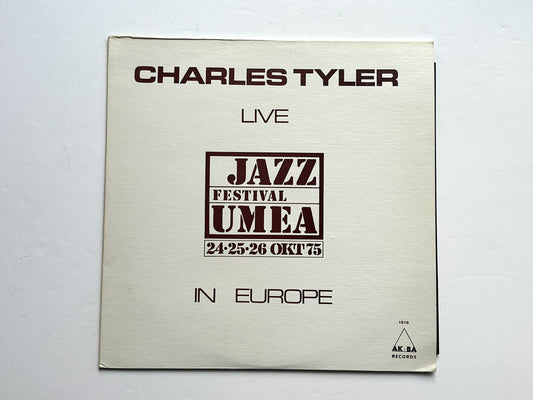 CHARLES TYLER
LIVE
JAZZ
FESTIVAL
UMEA
24·25·26 OKT 75
IN EUROPE
1010
AK-BA
RECORDS